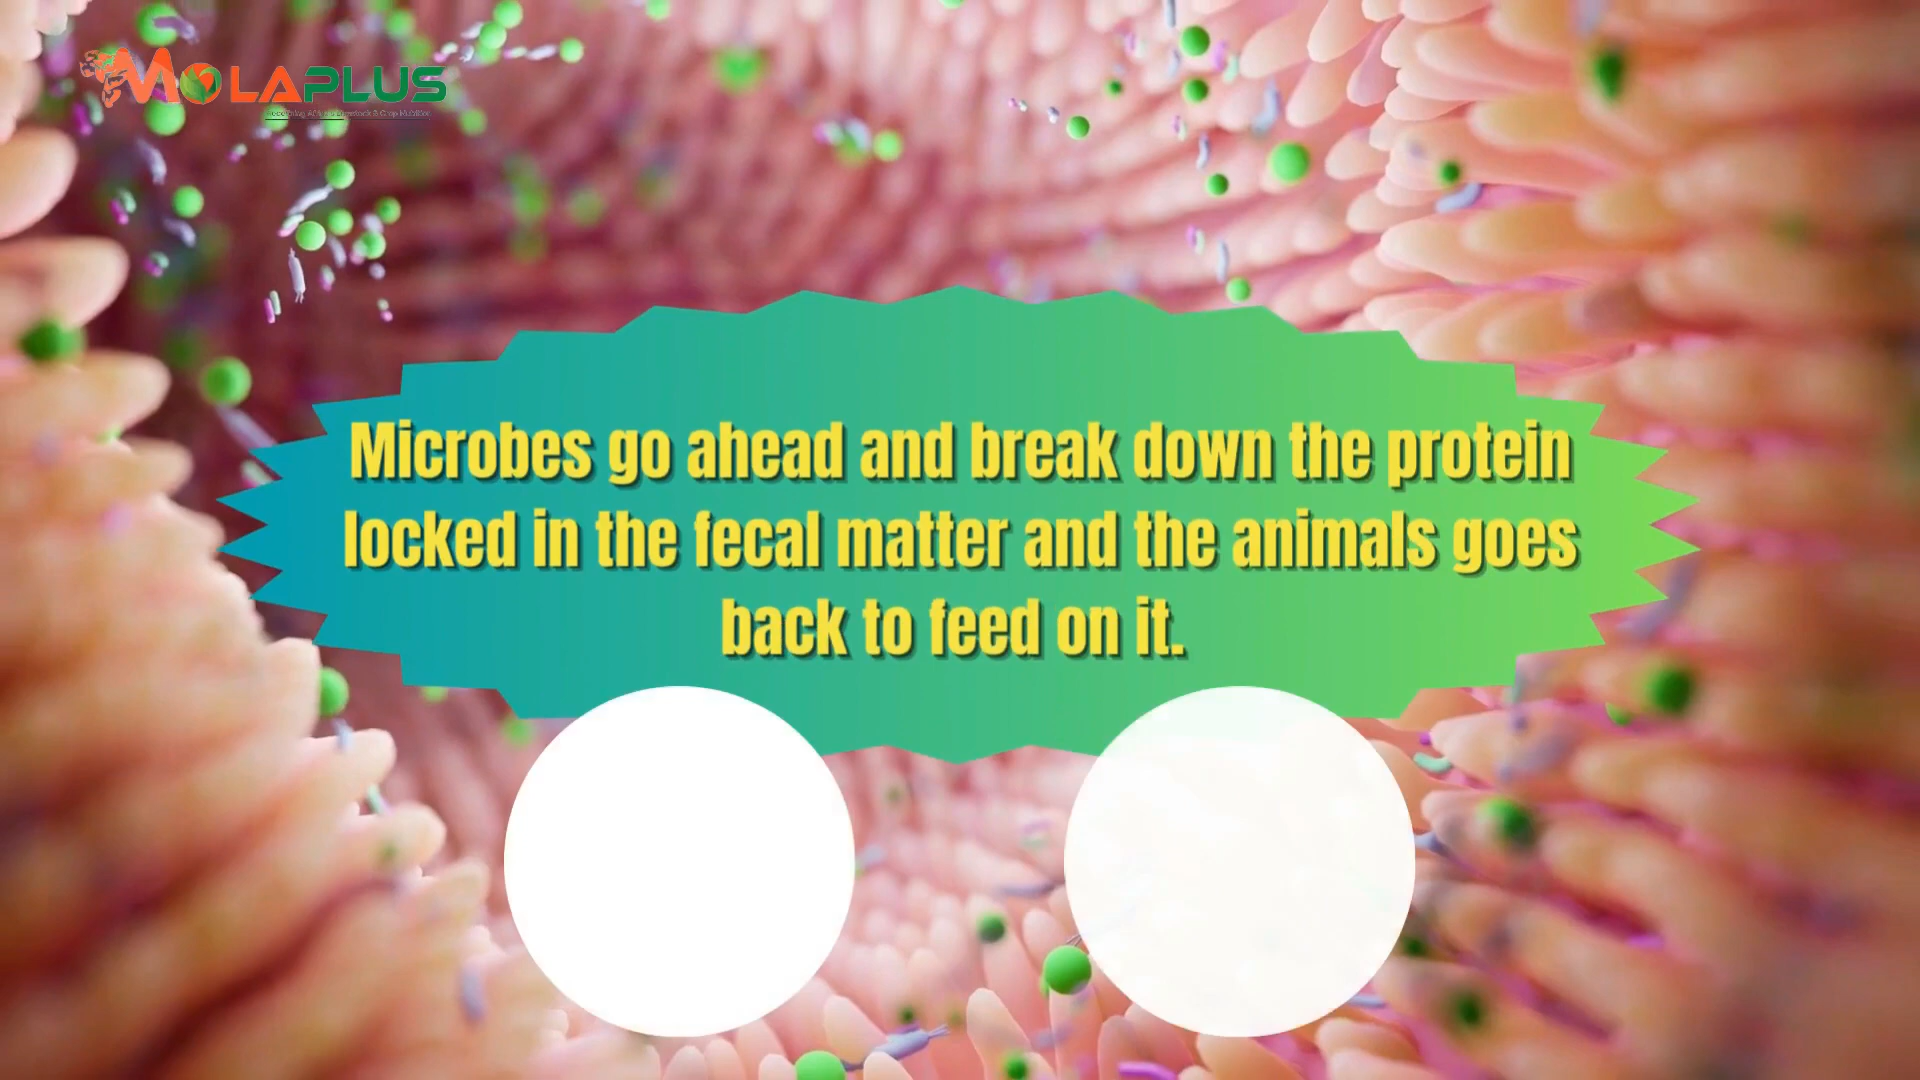 MOLAPLUS
Microbes go ahead and break down the protein
locked in the fecal matter and the animals goes
back to feed on it.